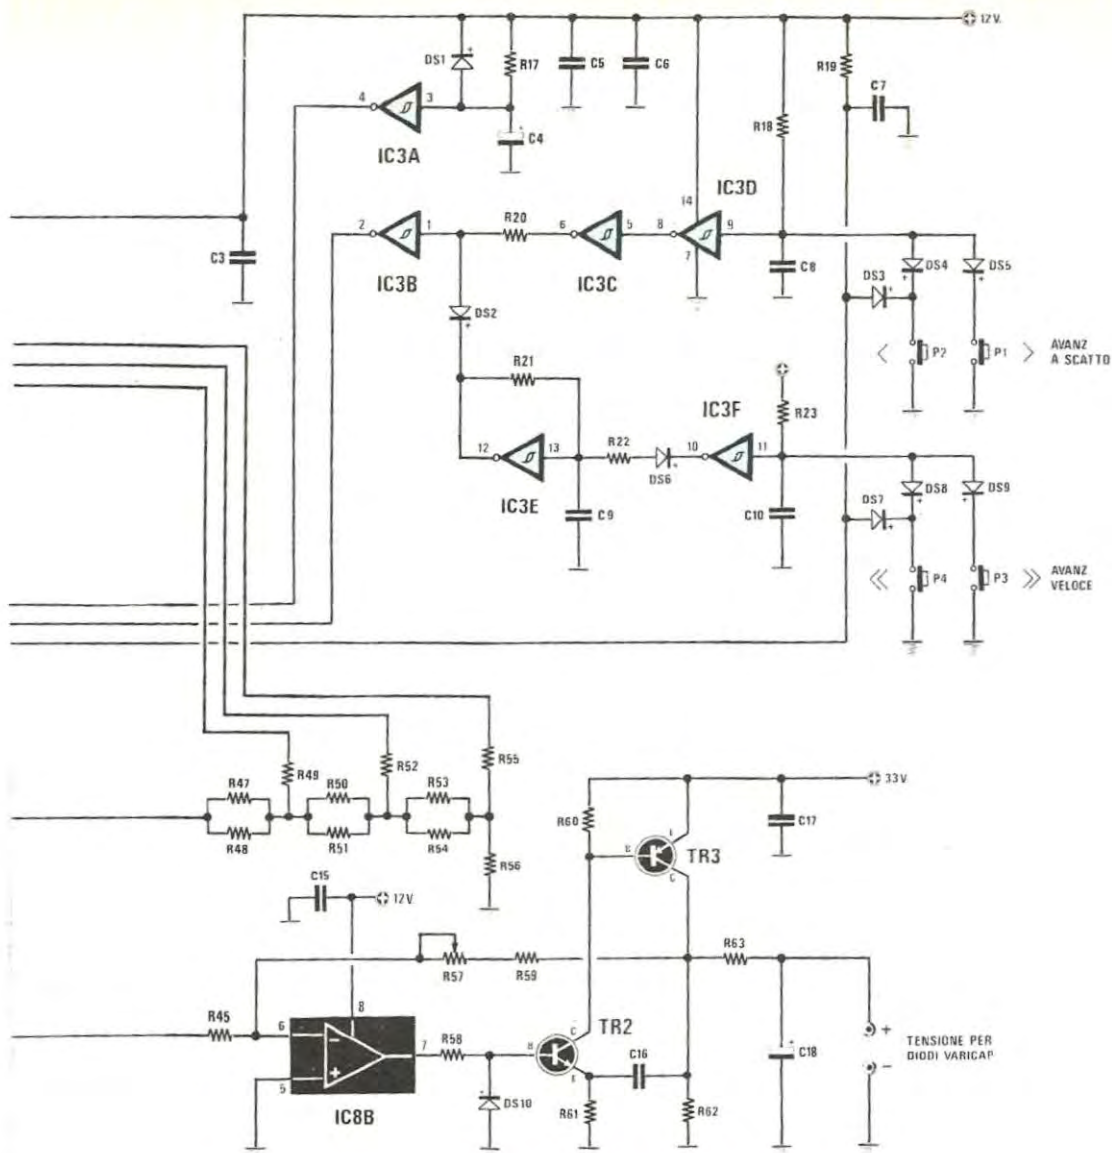 12V.
DS1
R17
C5
C6
R19
C7
4
3
IC3A
C4
R18
IC3D
14
R20
2
1
6
5
8
9
7
C3
IC3B
IC3C
C8
DS3
DS4
DS5
DS2
P2
P1
AVANZ
A SCATTO
R21
IC3F
R23
12
13
R22
10
11
DS6
IC3E
C9
C10
DS7
DS8
DS9
P4
P3
AVANZ
VELOCE
R49
R52
R55
R47
R50
R53
R48
R51
R54
R56
33V
R60
C17
E
B
TR3
C
C15
12V.
R57
R59
R63
R45
8
6
7
5
IC8B
R58
DS10
B
C
E
TR2
C16
R61
R62
C18
TENSIONE PER
DIODI VARICAP